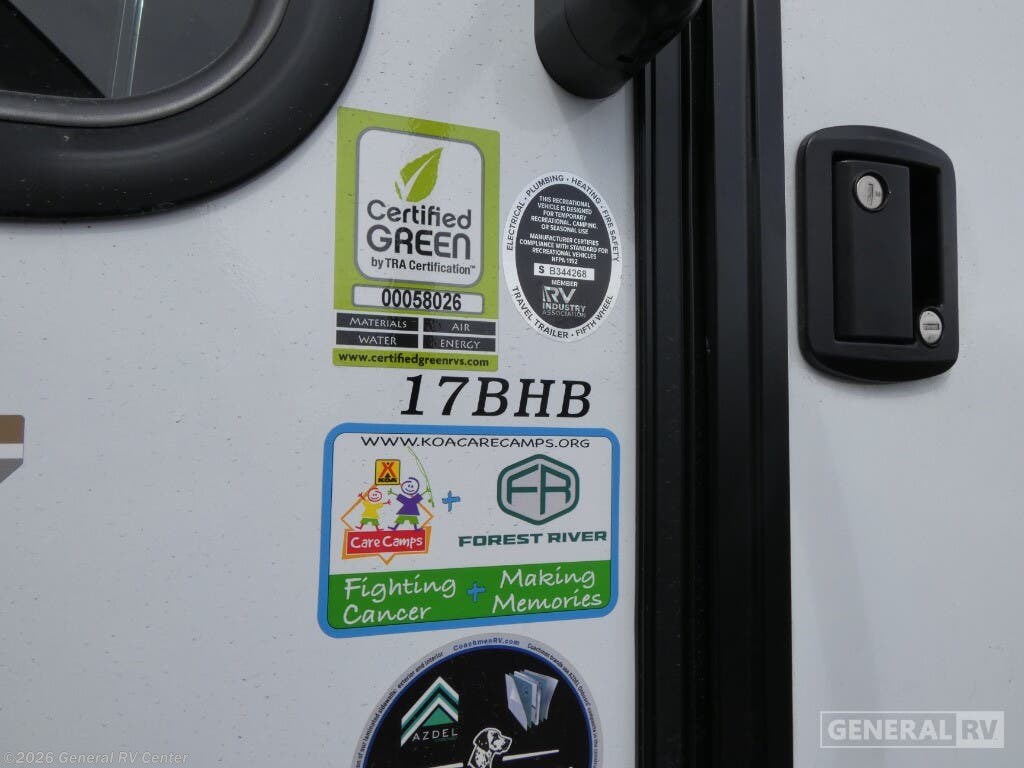 Certified
GREEN
by TRA Certification™
00058026
MATERIALS AIR
WATER ENERGY
www.certifiedgreenrvs.com
ELECTRICAL • PLUMBING • HEATING • FIRE SAFETY
THIS RECREATIONAL
VEHICLE IS DESIGNED
FOR TEMPORARY
RECREATIONAL, CAMPING,
OR SEASONAL USE
MANUFACTURER CERTIFIES
COMPLIANCE WITH STANDARD FOR
RECREATIONAL VEHICLES
NFPA 1192
S B344268
MEMBER
RV
INDUSTRY
ASSOCIATION
TRAVEL TRAILER • FIFTH WHEEL
17BHB
WWW.KOACARECAMPS.ORG
KOA
Care Camps
+
FR
FOREST RIVER
Fighting + Making
Cancer Memories
CoachmenRV.com
AZDEL
GENERAL RV
©2026 General RV Center